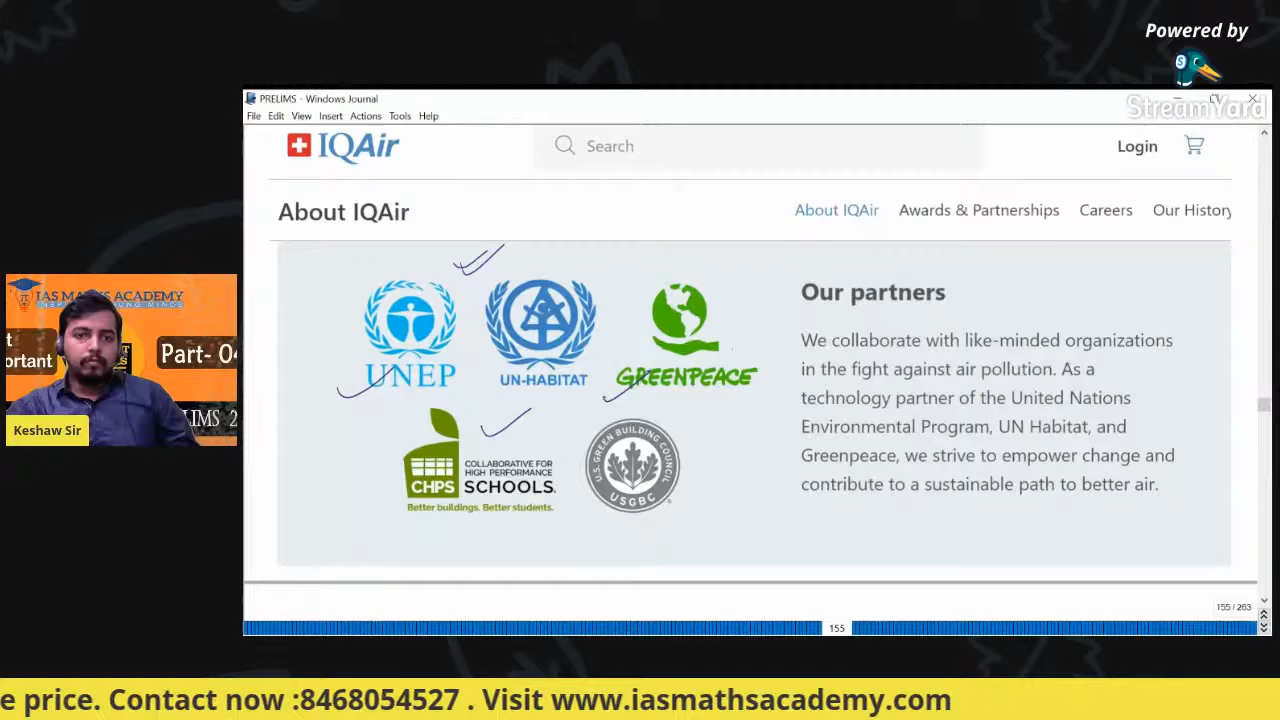 Powered by
StreamYard
PRELIMS - Windows Journal
File Edit View Insert Actions Tools Help
IQAir
Search
Login
About IQAir
About IQAir Awards & Partnerships Careers Our History
UNEP
UN-HABITAT
GREENPEACE
CHPS
COLLABORATIVE FOR
HIGH PERFORMANCE
SCHOOLS.
Better buildings. Better students.
U.S. GREEN BUILDING COUNCIL
USGBC
Our partners
We collaborate with like-minded organizations
in the fight against air pollution. As a
technology partner of the United Nations
Environmental Program, UN Habitat, and
Greenpeace, we strive to empower change and
contribute to a sustainable path to better air.
155 / 263
155
IAS MATHS ACADEMY
Part- 04
Keshaw Sir
e price. Contact now :8468054527 . Visit www.iasmathsacademy.com